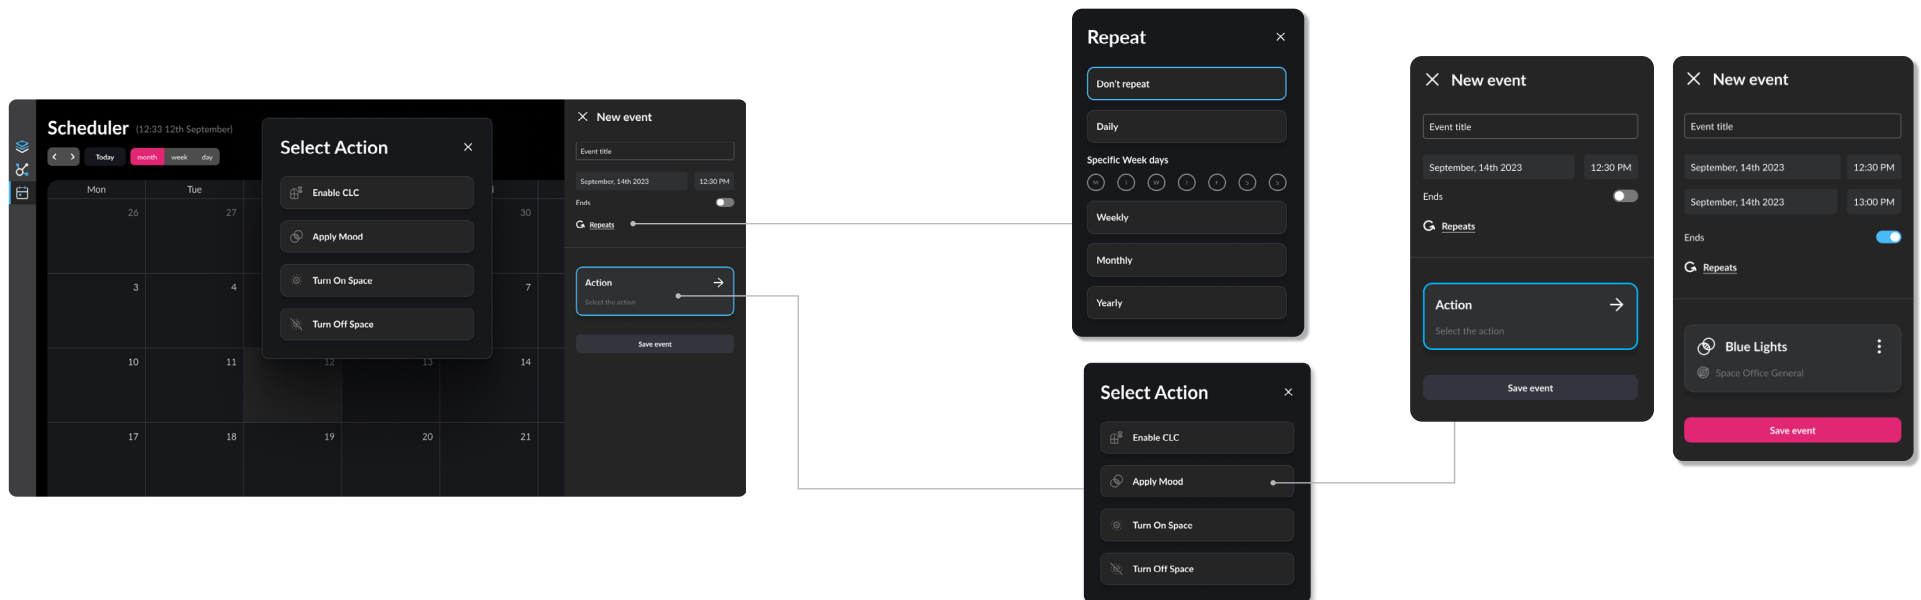 Scheduler (12:33 12th September)
Today month week day
Mon Tue
26 27 30
3 4 7
10 11 12 13 14
17 18 19 20 21
Select Action
Enable CLC
Apply Mood
Turn On Space
Turn Off Space
New event
Event title
September, 14th 2023 12:30 PM
Ends
Repeats
Action
Select the action
Save event
Repeat
Don't repeat
Daily
Specific Week days
M T W T F S S
Weekly
Monthly
Yearly
Select Action
Enable CLC
Apply Mood
Turn On Space
Turn Off Space
New event
Event title
September, 14th 2023 12:30 PM
Ends
Repeats
Action
Select the action
Save event
New event
Event title
September, 14th 2023 12:30 PM
September, 14th 2023 13:00 PM
Ends
Repeats
Blue Lights
Space Office General
Save event